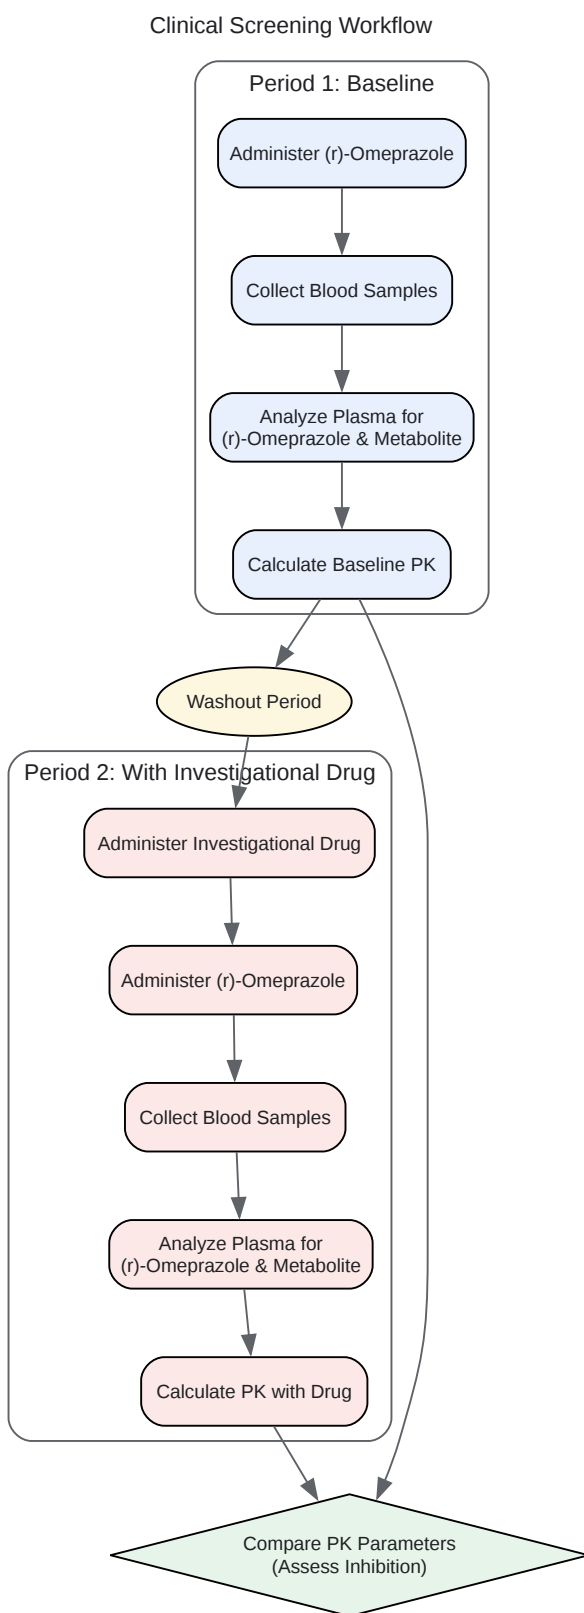 Clinical Screening Workflow
Period 1: Baseline
Administer (r)-Omeprazole
Collect Blood Samples
Analyze Plasma for
(r)-Omeprazole & Metabolite
Calculate Baseline PK
Washout Period
Period 2: With Investigational Drug
Administer Investigational Drug
Administer (r)-Omeprazole
Collect Blood Samples
Analyze Plasma for
(r)-Omeprazole & Metabolite
Calculate PK with Drug
Compare PK Parameters
(Assess Inhibition)